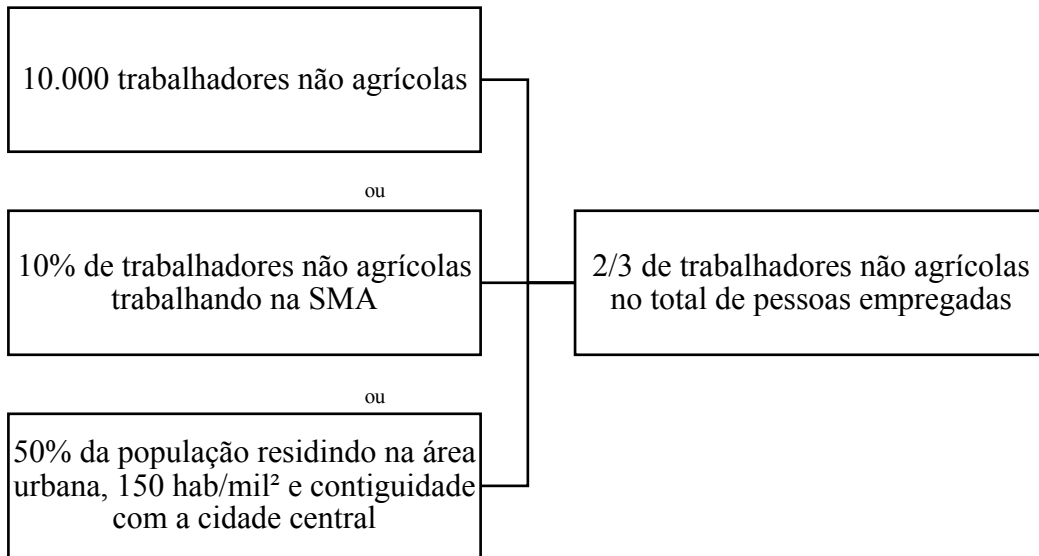 10.000 trabalhadores não agrícolas
ou
10% de trabalhadores não agrícolas
trabalhando na SMA
2/3 de trabalhadores não agrícolas
no total de pessoas empregadas
ou
50% da população residindo na área
urbana, 150 hab/mil² e contiguidade
com a cidade central